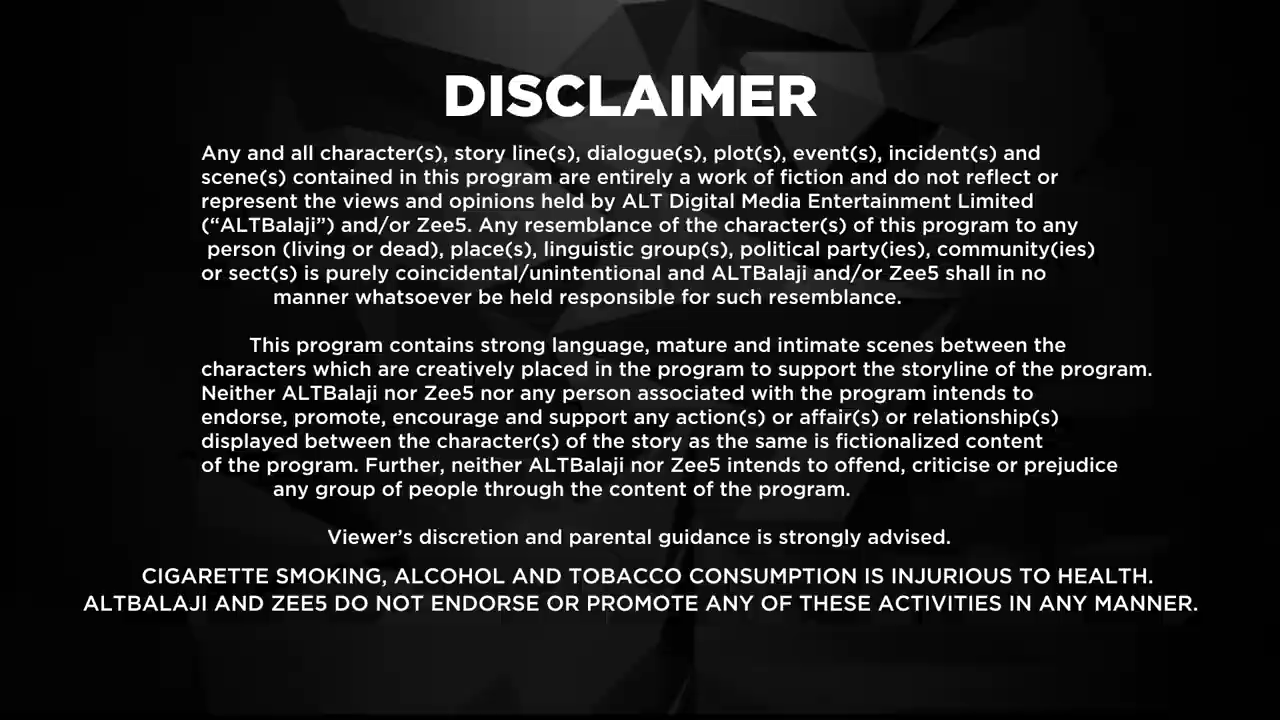 DISCLAIMER
Any and all character(s), story line(s), dialogue(s), plot(s), event(s), incident(s) and
scene(s) contained in this program are entirely a work of fiction and do not reflect or
represent the views and opinions held by ALT Digital Media Entertainment Limited
(“ALTBalaji”) and/or Zee5. Any resemblance of the character(s) of this program to any
person (living or dead), place(s), linguistic group(s), political party(ies), community(ies)
or sect(s) is purely coincidental/unintentional and ALTBalaji and/or Zee5 shall in no
manner whatsoever be held responsible for such resemblance.
This program contains strong language, mature and intimate scenes between the
characters which are creatively placed in the program to support the storyline of the program.
Neither ALTBalaji nor Zee5 nor any person associated with the program intends to
endorse, promote, encourage and support any action(s) or affair(s) or relationship(s)
displayed between the character(s) of the story as the same is fictionalized content
of the program. Further, neither ALTBalaji nor Zee5 intends to offend, criticise or prejudice
any group of people through the content of the program.
Viewer’s discretion and parental guidance is strongly advised.
CIGARETTE SMOKING, ALCOHOL AND TOBACCO CONSUMPTION IS INJURIOUS TO HEALTH.
ALTBALAJI AND ZEE5 DO NOT ENDORSE OR PROMOTE ANY OF THESE ACTIVITIES IN ANY MANNER.